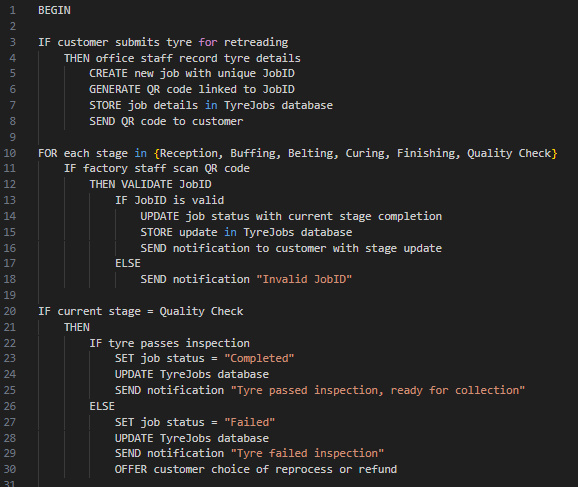 1 BEGIN
2
3 IF customer submits tyre for retreading
4 THEN office staff record tyre details
5 CREATE new job with unique JobID
6 GENERATE QR code linked to JobID
7 STORE job details in TyreJobs database
8 SEND QR code to customer
9
10 FOR each stage in {Reception, Buffing, Belting, Curing, Finishing, Quality Check}
11 IF factory staff scan QR code
12 THEN VALIDATE JobID
13 IF JobID is valid
14 UPDATE job status with current stage completion
15 STORE update in TyreJobs database
16 SEND notification to customer with stage update
17 ELSE
18 SEND notification "Invalid JobID"
19
20 IF current stage = Quality Check
21 THEN
22 IF tyre passes inspection
23 SET job status = "Completed"
24 UPDATE TyreJobs database
25 SEND notification "Tyre passed inspection, ready for collection"
26 ELSE
27 SET job status = "Failed"
28 UPDATE TyreJobs database
29 SEND notification "Tyre failed inspection"
30 OFFER customer choice of reprocess or refund
31